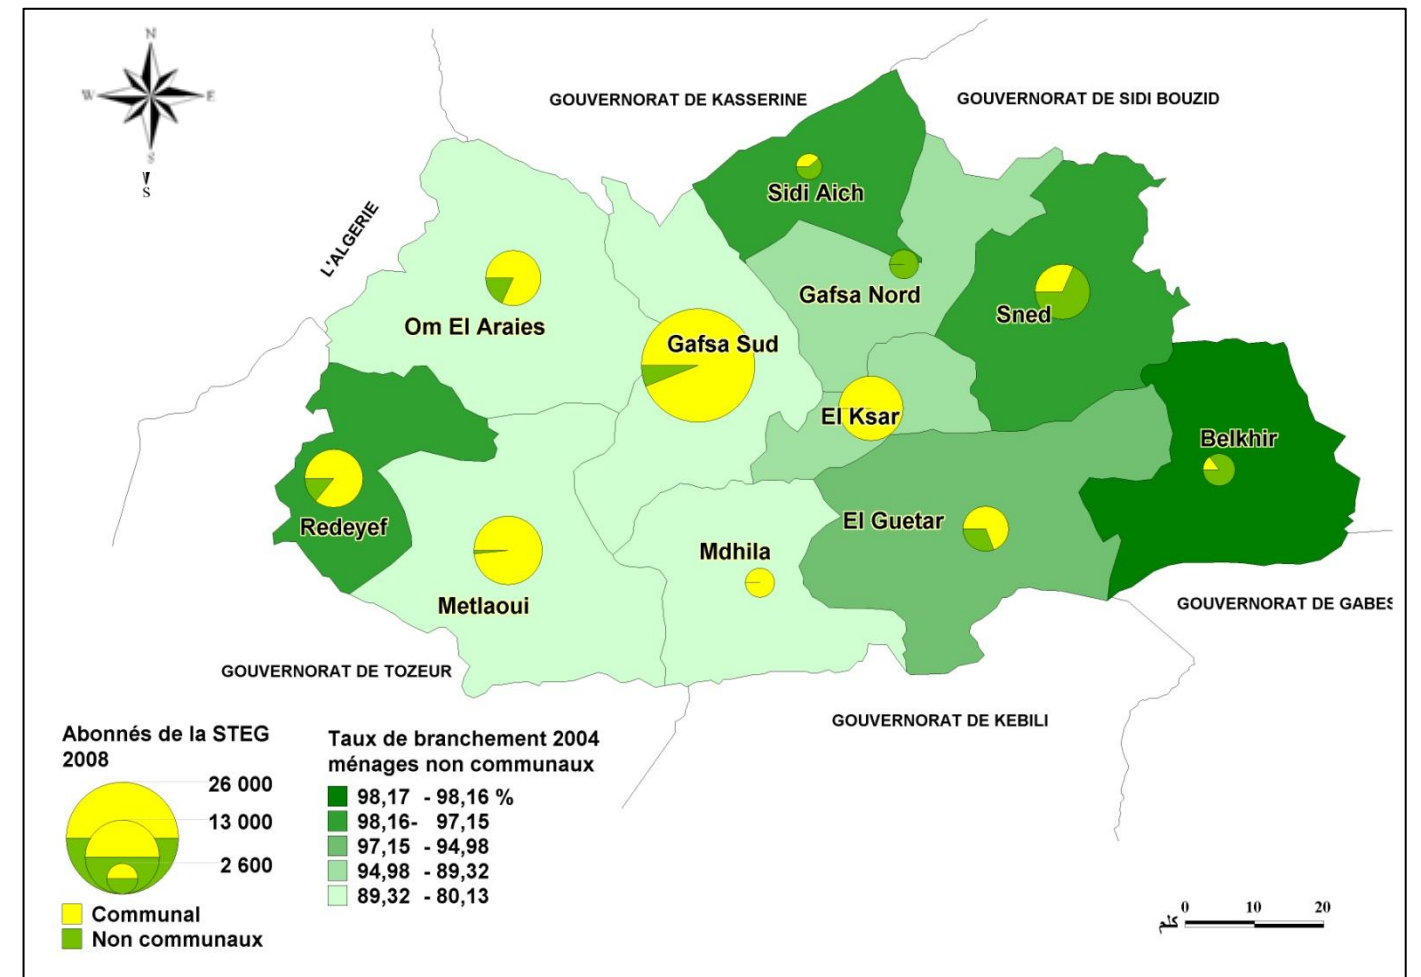 N
W
E
S
S
GOUVERNORAT DE KASSERINE
GOUVERNORAT DE SIDI BOUZID
L'ALGERIE
Sidi Aich
Gafsa Nord
Sned
Om El Araies
Gafsa Sud
El Ksar
Belkhir
Redeyef
El Guetar
Mdhila
Metlaoui
GOUVERNORAT DE GABES
GOUVERNORAT DE TOZEUR
GOUVERNORAT DE KEBILI
Abonnés de la STEG
2008
26 000
13 000
2 600
Communal
Non communaux
Taux de branchement 2004
ménages non communaux
98,17 - 98,16 %
98,16- 97,15
97,15 - 94,98
94,98 - 89,32
89,32 - 80,13
0 10 20
كلم